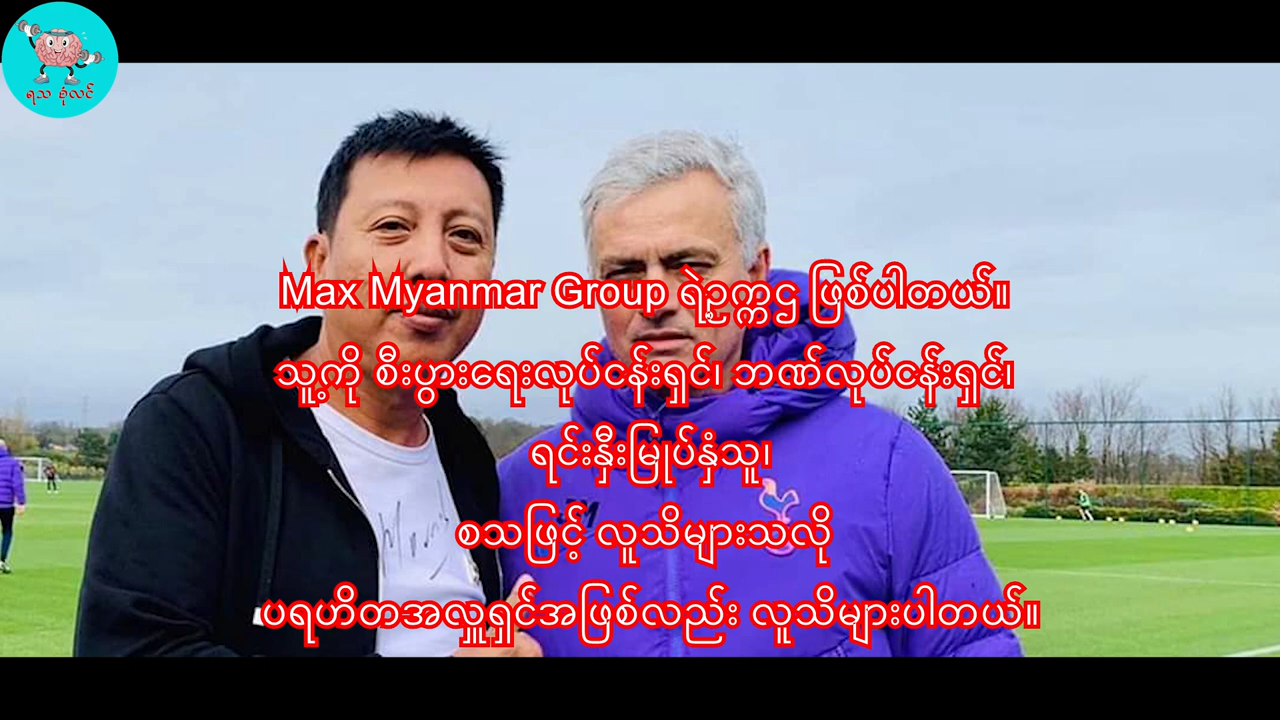 ရသ စုံလင်
Max Myanmar Group ရဲ့ဥက္ကဌ ဖြစ်ပါတယ်။
သူ့ကို စီးပွားရေးလုပ်ငန်းရှင်၊ ဘဏ်လုပ်ငန်းရှင်၊
ရင်းနှီးမြှုပ်နှံသူ၊
စသဖြင့် လူသိများသလို
ပရဟိတအလှူရှင်အဖြစ်လည်း လူသိများပါတယ်။